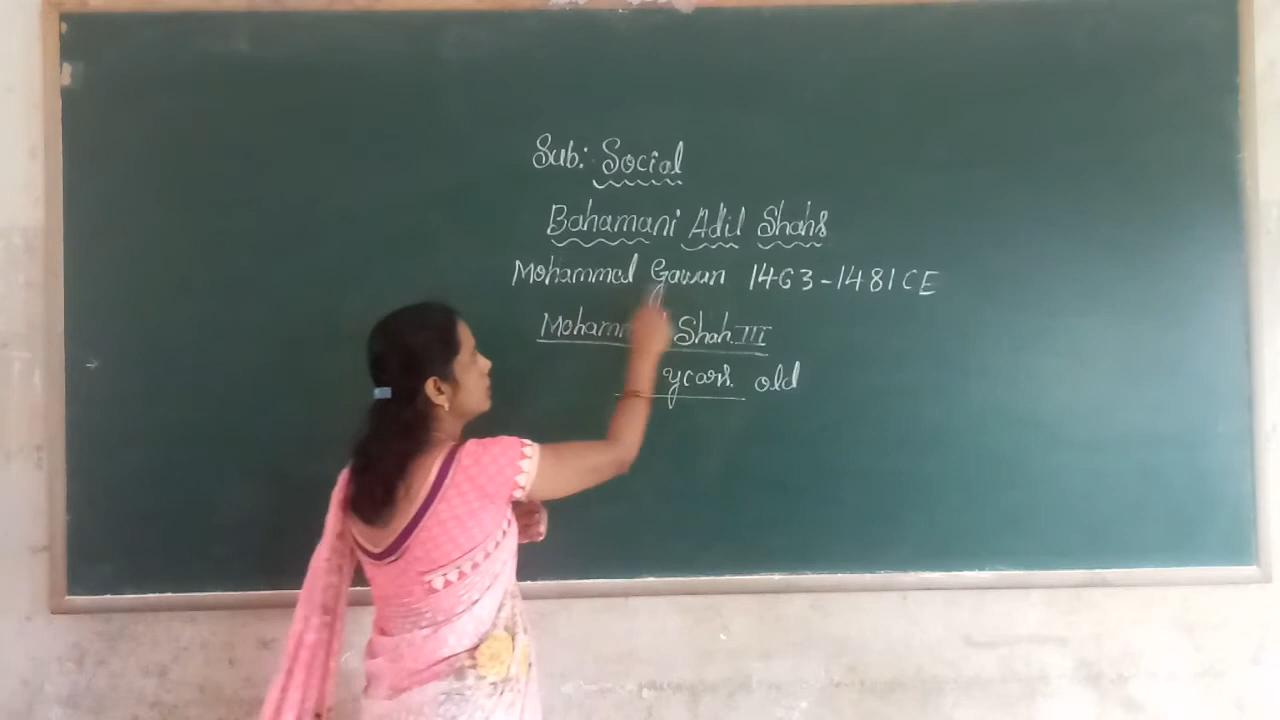 Sub: Social
Bahamani Adil Shahs
Mohammad Gawan 1463-1481CE
Shah.III
years. old